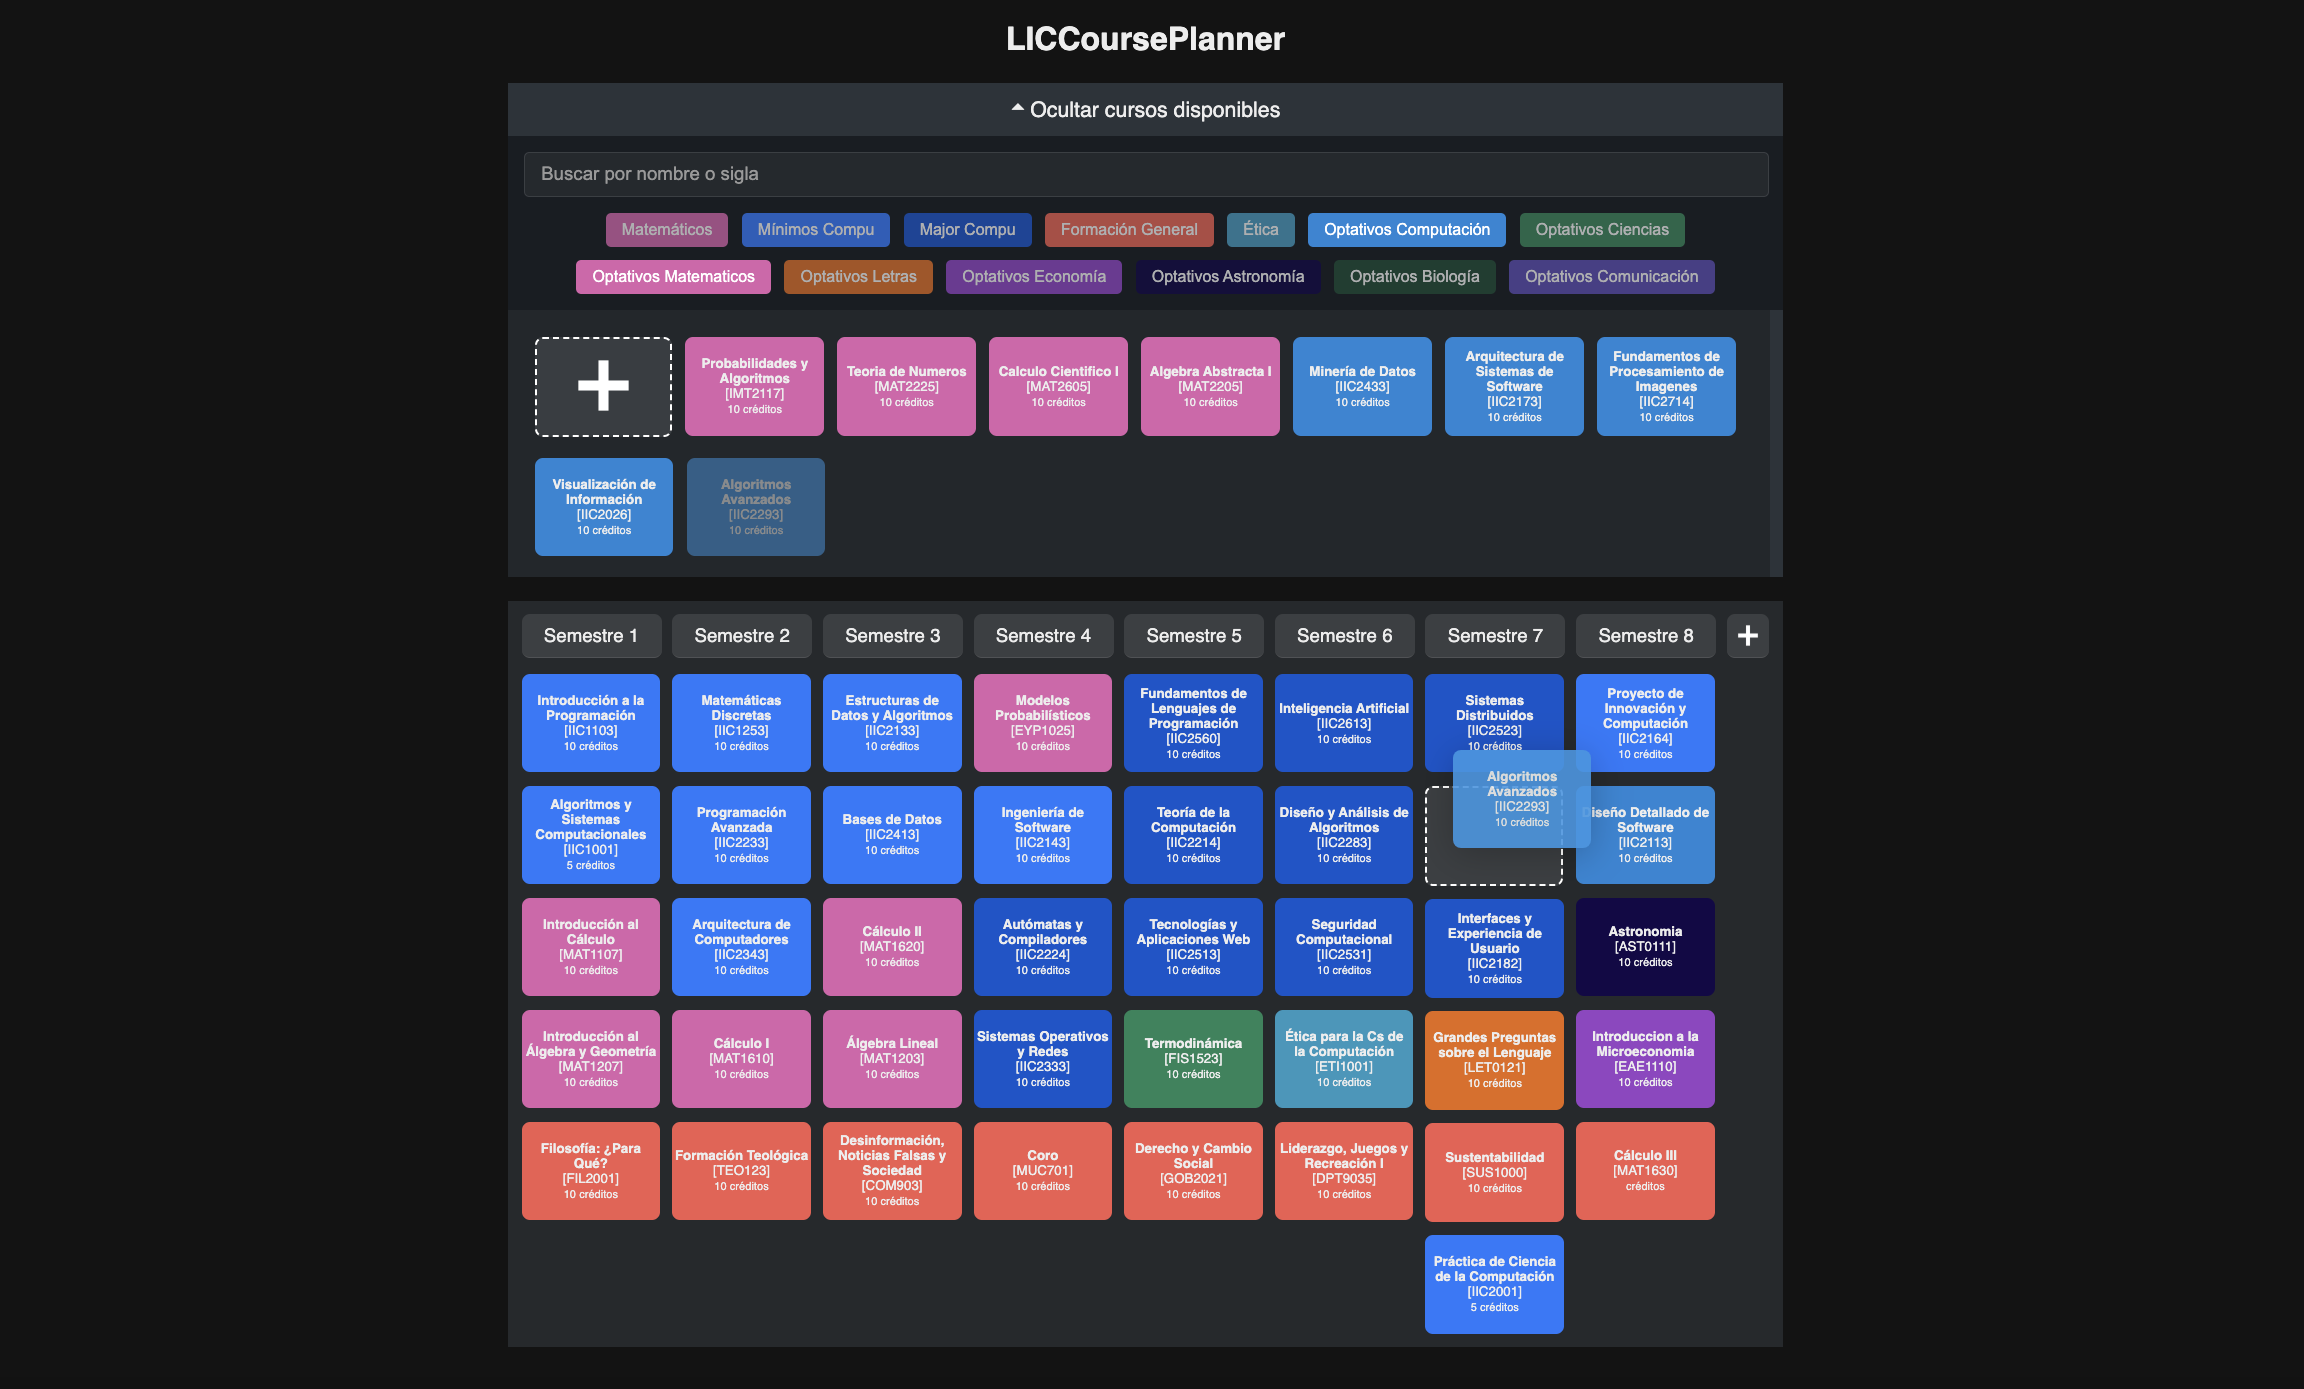 LICCoursePlanner
Ocultar cursos disponibles
Buscar por nombre o sigla
Matemáticos
Mínimos Compu
Major Compu
Formación General
Ética
Optativos Computación
Optativos Ciencias
Optativos Matematicos
Optativos Letras
Optativos Economía
Optativos Astronomía
Optativos Biología
Optativos Comunicación
Probabilidades y
Algoritmos
[IMT2117]
10 créditos
Teoria de Numeros
[MAT2225]
10 créditos
Calculo Cientifico I
[MAT2605]
10 créditos
Algebra Abstracta I
[MAT2205]
10 créditos
Minería de Datos
[IIC2433]
10 créditos
Arquitectura de
Sistemas de
Software
[IIC2173]
10 créditos
Fundamentos de
Procesamiento de
Imagenes
[IIC2714]
10 créditos
Visualización de
Información
[IIC2026]
10 créditos
Algoritmos
Avanzados
[IIC2293]
10 créditos
Semestre 1
Semestre 2
Semestre 3
Semestre 4
Semestre 5
Semestre 6
Semestre 7
Semestre 8
Introducción a la
Programación
[IIC1103]
10 créditos
Matemáticas
Discretas
[IIC1253]
10 créditos
Estructuras de
Datos y Algoritmos
[IIC2133]
10 créditos
Modelos
Probabilísticos
[EYP1025]
10 créditos
Fundamentos de
Lenguajes de
Programación
[IIC2560]
10 créditos
Inteligencia Artificial
[IIC2613]
10 créditos
Sistemas
Distribuidos
[IIC2523]
10 créditos
Proyecto de
Innovación y
Computación
[IIC2164]
10 créditos
Algoritmos y
Sistemas
Computacionales
[IIC1001]
5 créditos
Programación
Avanzada
[IIC2233]
10 créditos
Bases de Datos
[IIC2413]
10 créditos
Ingeniería de
Software
[IIC2143]
10 créditos
Teoría de la
Computación
[IIC2214]
10 créditos
Diseño y Análisis de
Algoritmos
[IIC2283]
10 créditos
Algoritmos
Avanzados
[IIC2293]
10 créditos
Diseño Detallado de
Software
[IIC2113]
10 créditos
Introducción al
Cálculo
[MAT1107]
10 créditos
Arquitectura de
Computadores
[IIC2343]
10 créditos
Cálculo II
[MAT1620]
10 créditos
Autómatas y
Compiladores
[IIC2224]
10 créditos
Tecnologías y
Aplicaciones Web
[IIC2513]
10 créditos
Seguridad
Computacional
[IIC2531]
10 créditos
Interfaces y
Experiencia de
Usuario
[IIC2182]
10 créditos
Astronomia
[AST0111]
10 créditos
Introducción al
Álgebra y Geometría
[MAT1207]
10 créditos
Cálculo I
[MAT1610]
10 créditos
Álgebra Lineal
[MAT1203]
10 créditos
Sistemas Operativos
y Redes
[IIC2333]
10 créditos
Termodinámica
[FIS1523]
10 créditos
Ética para la Cs de
la Computación
[ETI1001]
10 créditos
Grandes Preguntas
sobre el Lenguaje
[LET0121]
10 créditos
Introduccion a la
Microeconomia
[EAE1110]
10 créditos
Filosofía: ¿Para
Qué?
[FIL2001]
10 créditos
Formación Teológica
[TEO123]
10 créditos
Desinformación,
Noticias Falsas y
Sociedad
[COM903]
10 créditos
Coro
[MUC701]
10 créditos
Derecho y Cambio
Social
[GOB2021]
10 créditos
Liderazgo, Juegos y
Recreación I
[DPT9035]
10 créditos
Sustentabilidad
[SUS1000]
10 créditos
Cálculo III
[MAT1630]
créditos
Práctica de Ciencia
de la Computación
[IIC2001]
5 créditos